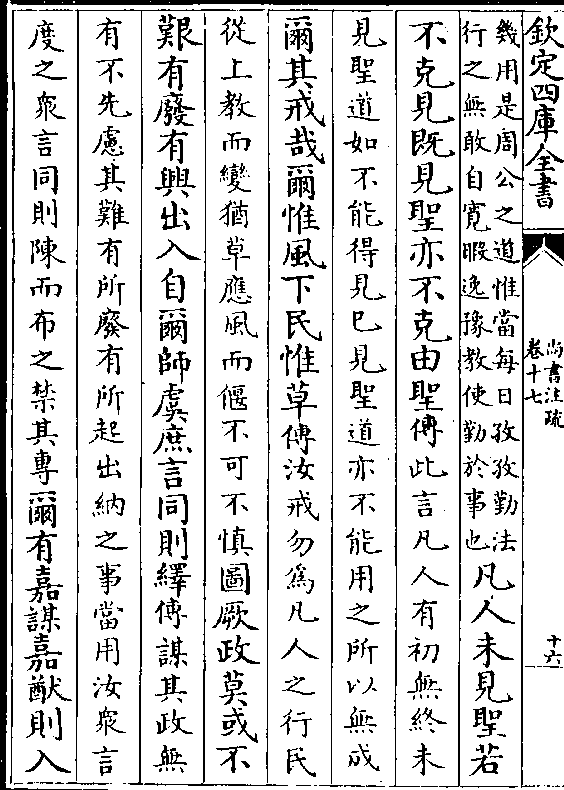 欽定四庫全書
尚書注疏
卷十七
十六
幾用是周公之道惟當每日孜孜勤法
行之無敢自寛暇逸豫教使勤於事也
凡人未見聖若
不克見既見聖亦不克由聖傳此言凡人有初無終未
見聖道如不能得見已見聖道亦不能用之所以無成
爾其戒哉爾惟風下民惟草傳汝戒勿為凡人之行民
從上教而變猶草應風而偃不可不慎圖厥政莫或不
艱有廢有興出入自爾師虞庶言同則繹傳謀其政無
有不先慮其難有所廢有所起出納之事當用汝衆言
度之衆言同則陳而布之禁其專爾有嘉謀嘉猷則入